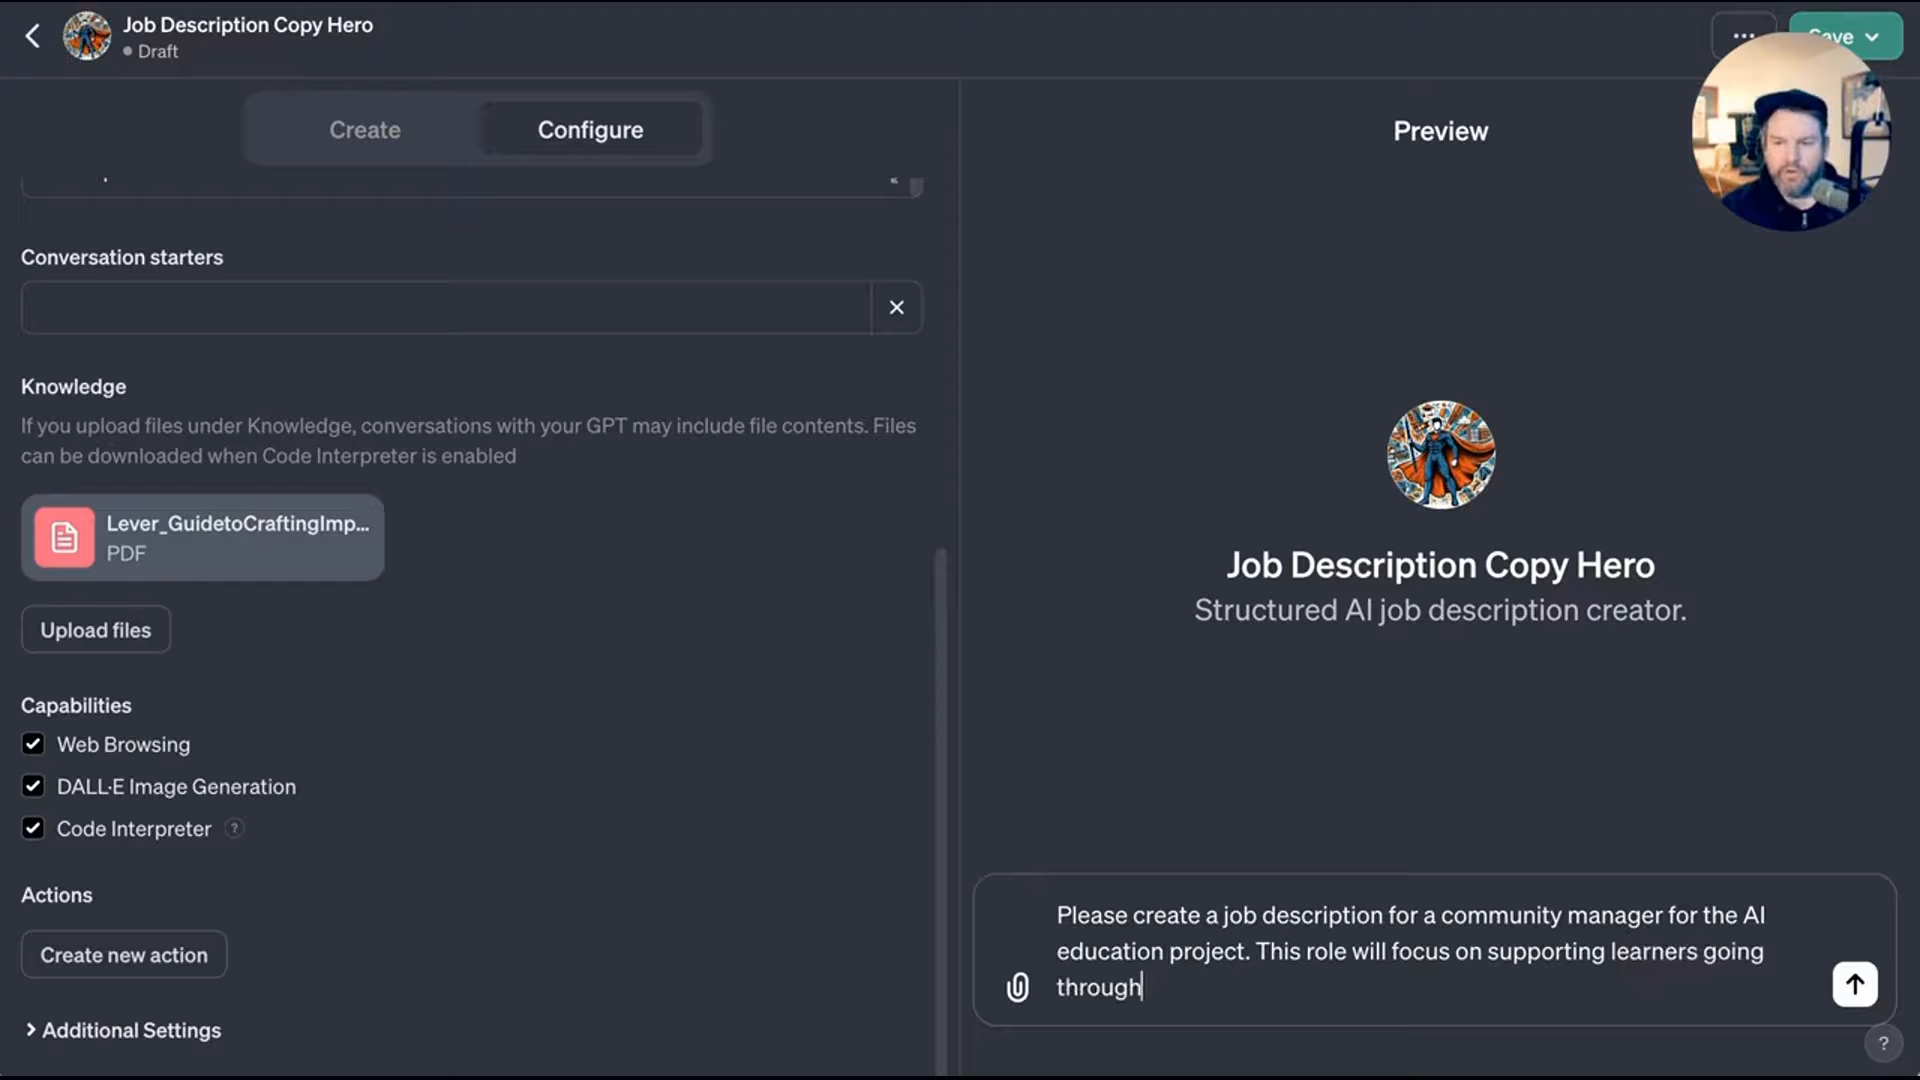 Job Description Copy Hero
Draft
Save
Create
Configure
Preview
Conversation starters
Knowledge
If you upload files under Knowledge, conversations with your GPT may include file contents. Files
can be downloaded when Code Interpreter is enabled
Lever_GuidetoCraftingImp...
PDF
Upload files
Capabilities
Web Browsing
DALL·E Image Generation
Code Interpreter ?
Actions
Create new action
Additional Settings
Job Description Copy Hero
Structured AI job description creator.
Please create a job description for a community manager for the AI
education project. This role will focus on supporting learners going
through
?